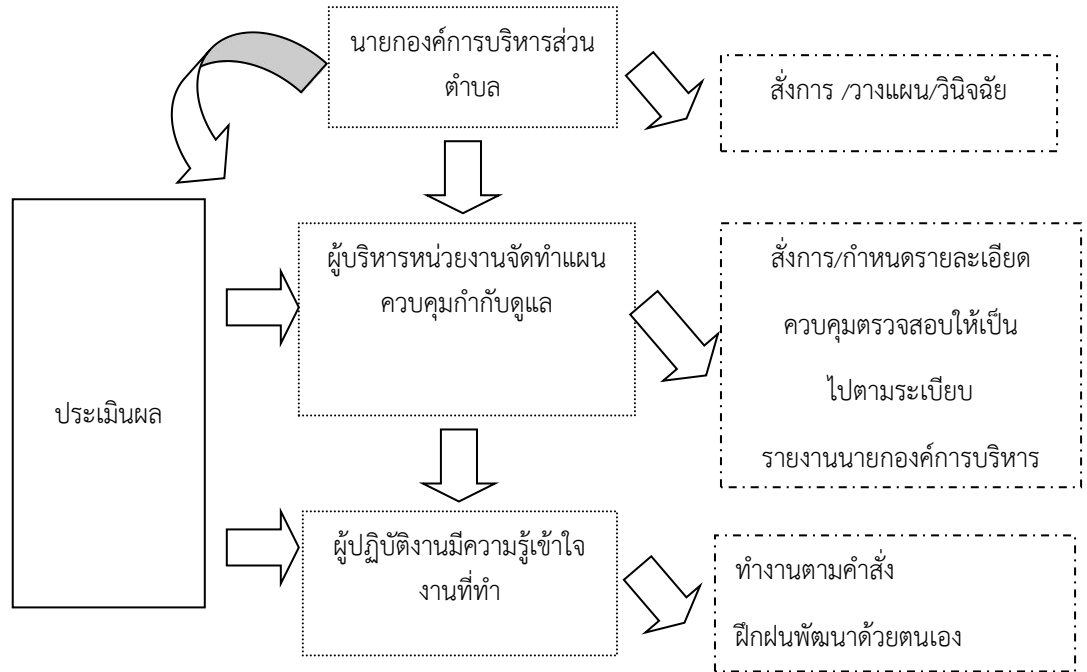 นายกองค์การบริหารส่วน
ตำบล
สั่งการ /วางแผน/วินิจฉัย
ผู้บริหารหน่วยงานจัดทำแผน
ควบคุมกำกับดูแล
สั่งการ/กำหนดรายละเอียด
ควบคุมตรวจสอบให้เป็น
ไปตามระเบียบ
รายงานนายกองค์การบริหาร
ประเมินผล
ผู้ปฏิบัติงานมีความรู้เข้าใจ
งานที่ทำ
ทำงานตามคำสั่ง
ฝึกฝนพัฒนาด้วยตนเอง